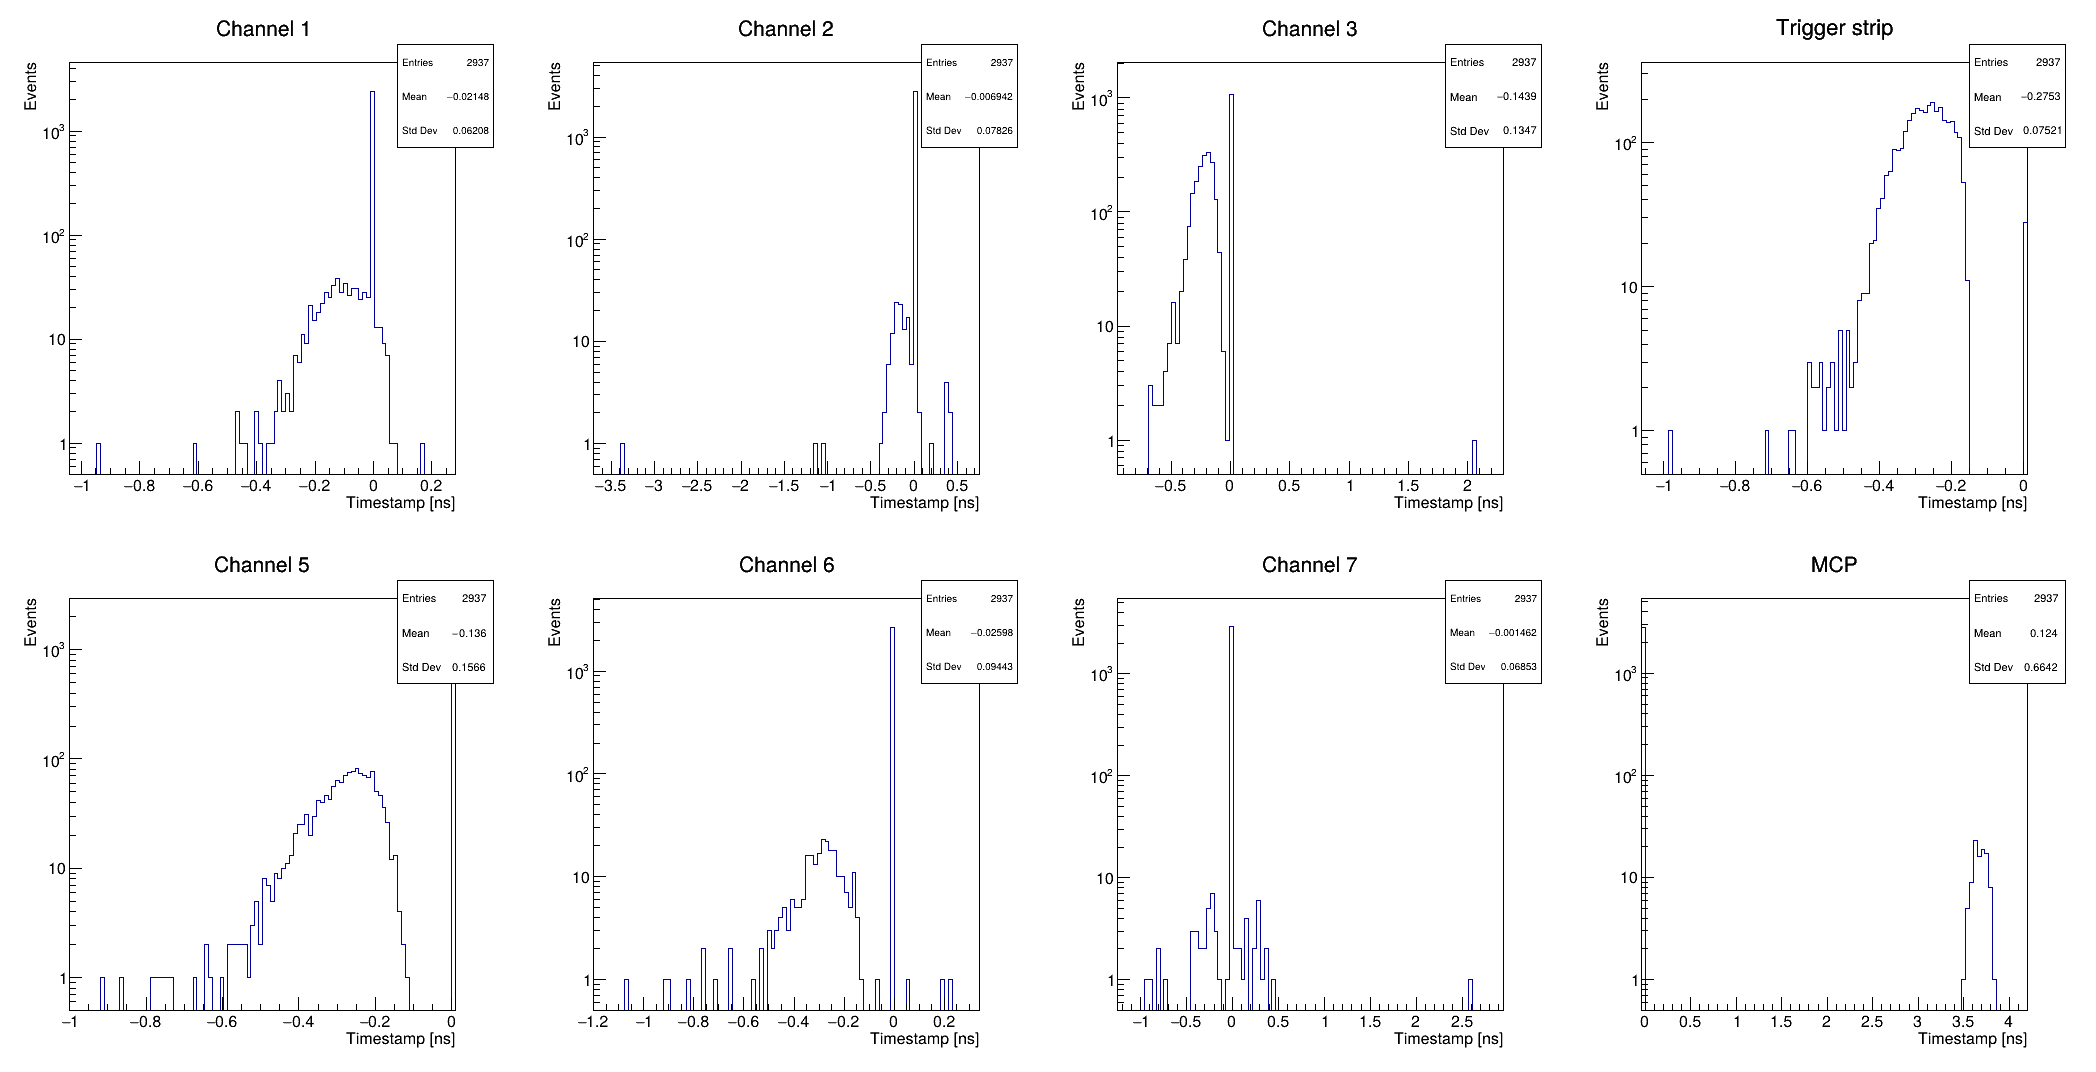 Channel 1
Events
Entries 2937
Mean −0.02148
Std Dev 0.06208
10³
10²
10
1
−1 −0.8 −0.6 −0.4 −0.2 0 0.2
Timestamp [ns]
Channel 2
Events
Entries 2937
Mean −0.006942
Std Dev 0.07826
10³
10²
10
1
−3.5 −3 −2.5 −2 −1.5 −1 −0.5 0 0.5
Timestamp [ns]
Channel 3
Events
Entries 2937
Mean −0.1439
Std Dev 0.1347
10³
10²
10
1
−0.5 0 0.5 1 1.5 2
Timestamp [ns]
Trigger strip
Events
Entries 2937
Mean −0.2753
Std Dev 0.07521
10²
10
1
−1 −0.8 −0.6 −0.4 −0.2 0
Timestamp [ns]
Channel 5
Events
Entries 2937
Mean −0.136
Std Dev 0.1566
10³
10²
10
1
−1 −0.8 −0.6 −0.4 −0.2 0
Timestamp [ns]
Channel 6
Events
Entries 2937
Mean −0.02598
Std Dev 0.09443
10³
10²
10
1
−1.2 −1 −0.8 −0.6 −0.4 −0.2 0 0.2
Timestamp [ns]
Channel 7
Events
Entries 2937
Mean −0.001462
Std Dev 0.06853
10³
10²
10
1
−1 −0.5 0 0.5 1 1.5 2 2.5
Timestamp [ns]
MCP
Events
Entries 2937
Mean 0.124
Std Dev 0.6642
10³
10²
10
1
0 0.5 1 1.5 2 2.5 3 3.5 4
Timestamp [ns]